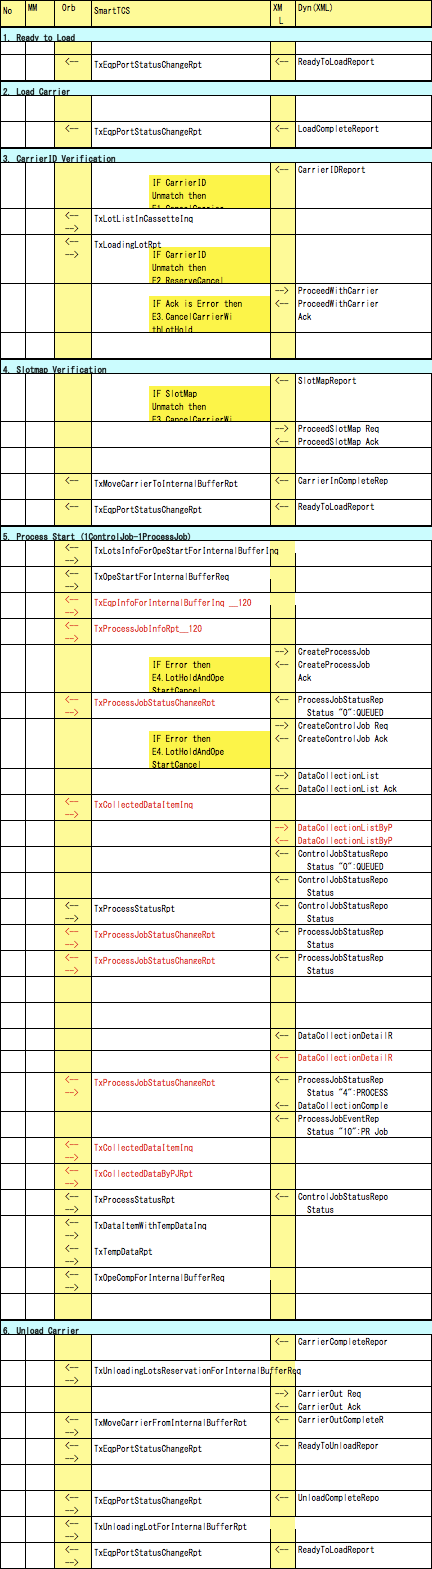 No MM Orb SmartTCS XM L Dyn(XML)
1. Ready to Load
<-- TxEqpPortStatusChangeRpt <-- ReadyToLoadReport
2. Load Carrier
<-- TxEqpPortStatusChangeRpt <-- LoadCompleteReport
3. CarrierID Verification
<-- CarrierIDReport
IF CarrierID
Unmatch then
<-- TxLotListInCassetteInq
-->
<-- TxLoadingLotRpt
--> IF CarrierID
Unmatch then
E2.ReserveCancel
--> ProceedWithCarrier
IF Ack is Error then <-- ProceedWithCarrier
E3.CancelCarrierWi Ack
thLotHold
4. Slotmap Verification
<-- SlotMapReport
IF SlotMap
Unmatch then
E3.CancelCarrierWi
--> ProceedSlotMap Req
<-- ProceedSlotMap Ack
<-- TxMoveCarrierToInternalBufferRpt <-- CarrierInCompleteRep
<-- TxEqpPortStatusChangeRpt <-- ReadyToLoadReport
5. Process Start (1ControlJob-1ProcessJob)
<-- TxLotsInfoForOpeStartForInternalBufferInq
-->
<-- TxOpeStartForInternalBufferReq
-->
<-- TxEqpInfoForInternalBufferInq __120
-->
<-- TxProcessJobInfoRpt__120
-->
--> CreateProcessJob
IF Error then <-- CreateProcessJob
E4.LotHoldAndOpe Ack
StartCancel
<-- TxProcessJobStatusChangeRpt <-- ProcessJobStatusRep
--> Status "0":QUEUED
--> CreateControlJob Req
IF Error then <-- CreateControlJob Ack
E4.LotHoldAndOpe
StartCancel
--> DataCollectionList
<-- DataCollectionList Ack
<-- TxCollectedDataItemInq
-->
--> DataCollectionListByP
<-- DataCollectionListByP
<-- ControlJobStatusRepo
Status "0":QUEUED
<-- ControlJobStatusRepo
Status
<-- TxProcessStatusRpt <-- ControlJobStatusRepo
--> Status
<-- TxProcessJobStatusChangeRpt <-- ProcessJobStatusRep
--> Status
<-- TxProcessJobStatusChangeRpt <-- ProcessJobStatusRep
--> Status
<-- DataCollectionDetailR
<-- DataCollectionDetailR
<-- TxProcessJobStatusChangeRpt <-- ProcessJobStatusRep
--> Status "4":PROCESS
<-- DataCollectionComple
<-- ProcessJobEventRep
Status "10":PR Job
<-- TxCollectedDataItemInq
-->
<-- TxCollectedDataByPJRpt
-->
<-- TxProcessStatusRpt <-- ControlJobStatusRepo
--> Status
<-- TxDataItemWithTempDataInq
-->
<-- TxTempDataRpt
-->
<-- TxOpeCompForInternalBufferReq
-->
6. Unload Carrier
<-- CarrierCompleteRepor
<-- TxUnloadingLotsReservationForInternalBufferReq
-->
--> CarrierOut Req
<-- CarrierOut Ack
<-- TxMoveCarrierFromInternalBufferRpt <-- CarrierOutCompleteR
-->
<-- TxEqpPortStatusChangeRpt <-- ReadyToUnloadRepor
-->
<-- TxEqpPortStatusChangeRpt <-- UnloadCompleteRepo
-->
<-- TxUnloadingLotForInternalBufferRpt
-->
<-- TxEqpPortStatusChangeRpt <-- ReadyToLoadReport
-->